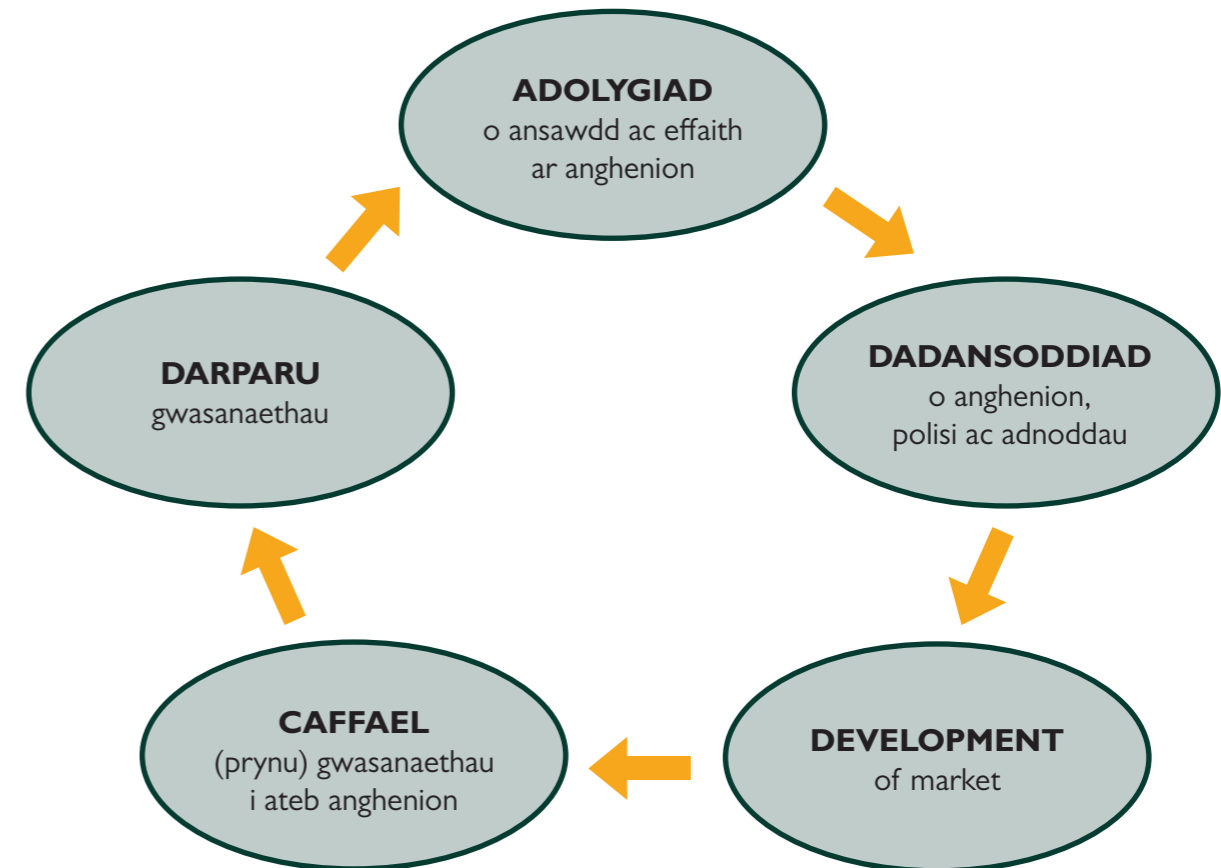 ADOLYGIAD
o ansawdd ac effaith
ar anghenion
DADANSODDIAD
o anghenion,
polisi ac adnoddau
DEVELOPMENT
of market
CAFFAEL
(prynu) gwasanaethau
i ateb anghenion
DARPARU
gwasanaethau